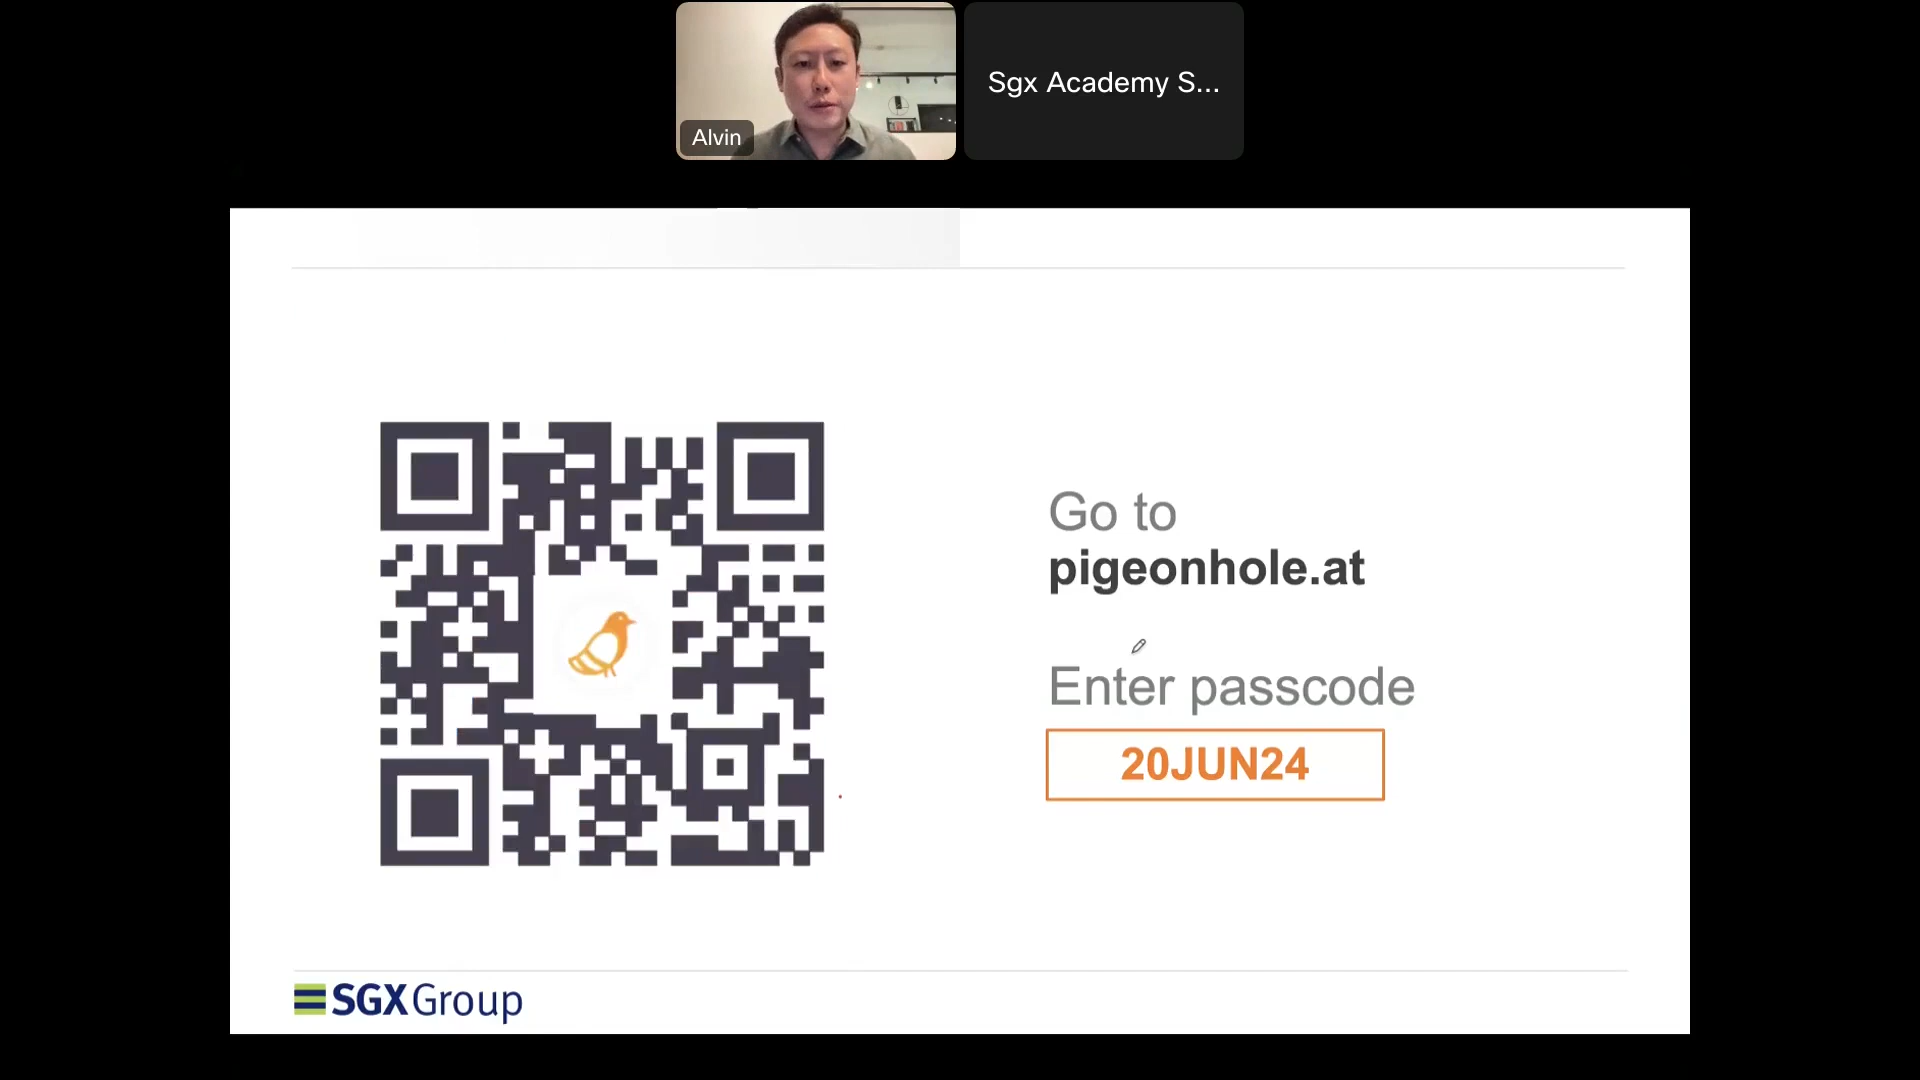 Alvin
Sgx Academy S...
Go to
pigeonhole.at
Enter passcode
20JUN24
SGX Group